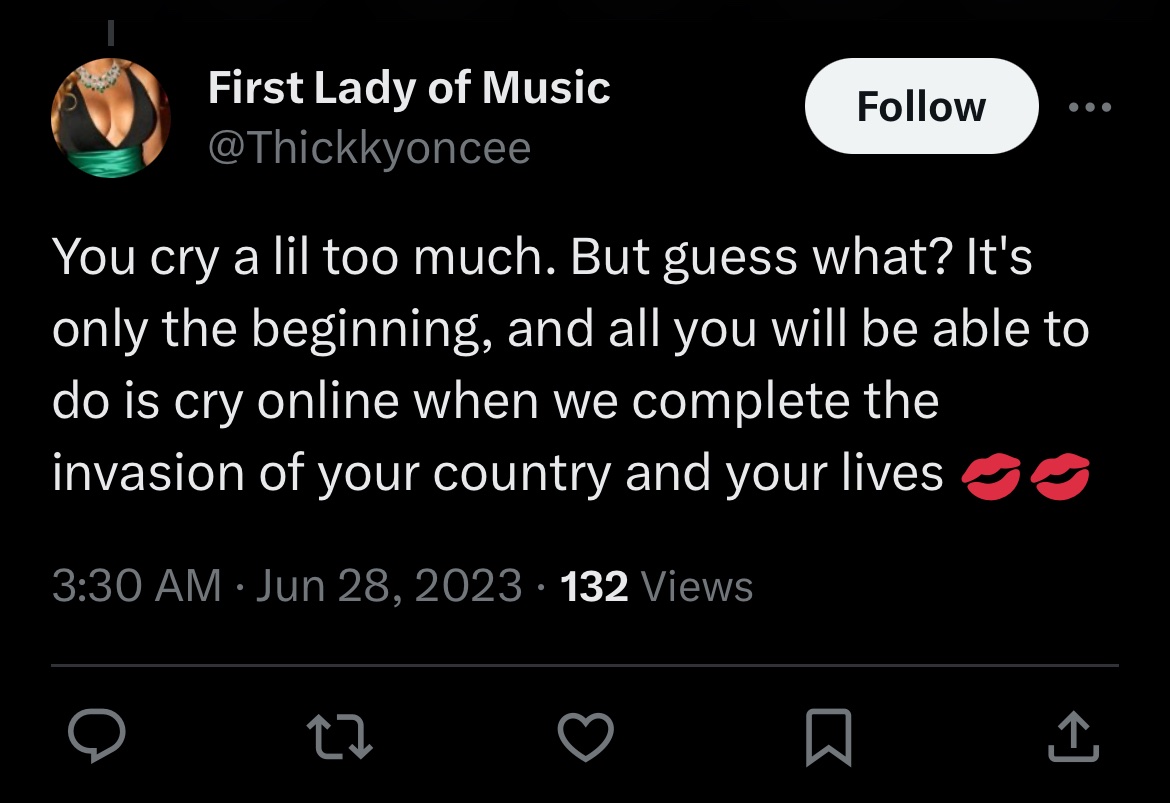 First Lady of Music
Follow
@Thickkyoncee
You cry a lil too much. But guess what? It's
only the beginning, and all you will be able to
do is cry online when we complete the
invasion of your country and your lives 💋💋
3:30 AM · Jun 28, 2023 · 132 Views